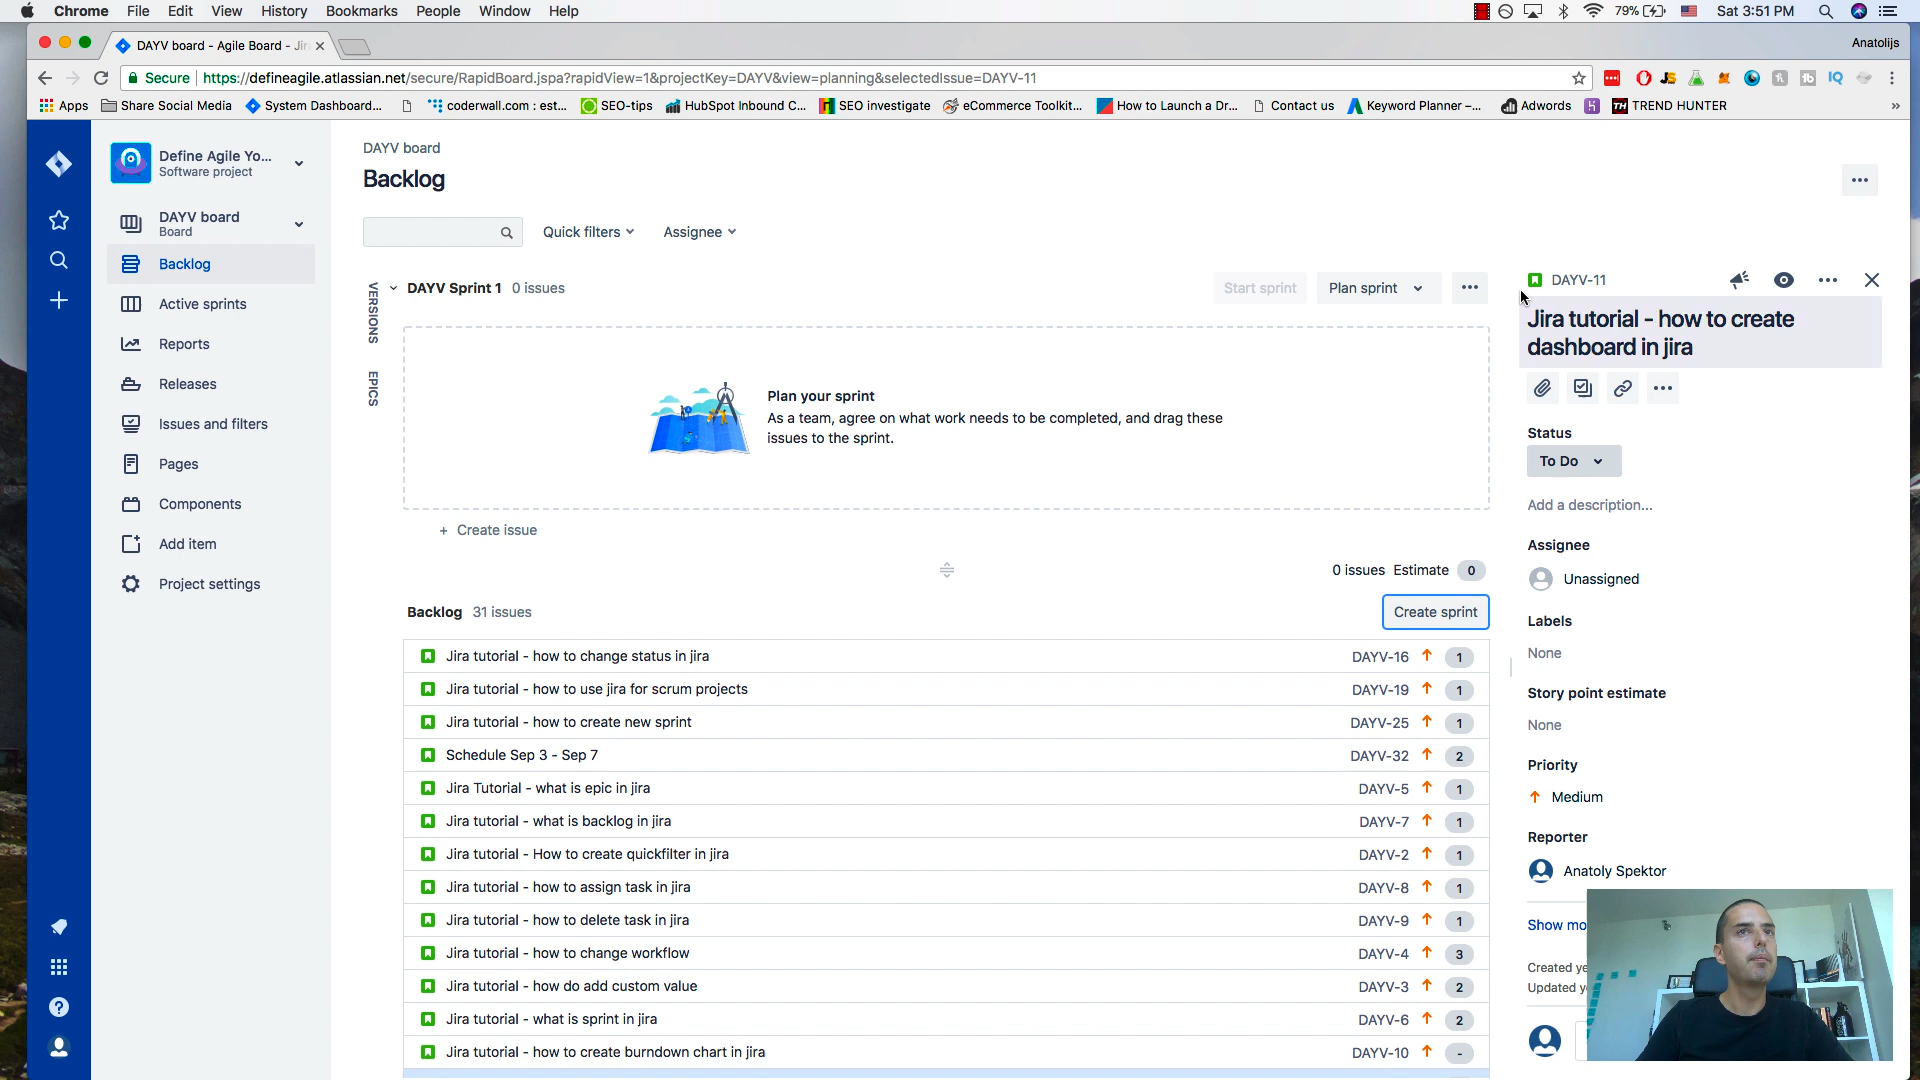 Chrome File Edit View History Bookmarks People Window Help 79% Sat 3:51 PM
DAYV board - Agile Board - Jir Anatolijs
Secure https://defineagile.atlassian.net/secure/RapidBoard.jspa?rapidView=1&projectKey=DAYV&view=planning&selectedIssue=DAYV-11
Apps Share Social Media System Dashboard... coderwall.com : est... SEO-tips HubSpot Inbound C... SEO investigate eCommerce Toolkit... How to Launch a Dr... Contact us Keyword Planner –... Adwords TH TREND HUNTER »
Define Agile Yo...
Software project
DAYV board
Board
Backlog
Active sprints
Reports
Releases
Issues and filters
Pages
Components
Add item
Project settings
DAYV board
Backlog
Quick filters Assignee
VERSIONS
EPICS
DAYV Sprint 1 0 issues Start sprint Plan sprint
Plan your sprint
As a team, agree on what work needs to be completed, and drag these
issues to the sprint.
+ Create issue
0 issues Estimate 0
Backlog 31 issues Create sprint
Jira tutorial - how to change status in jira DAYV-16 1
Jira tutorial - how to use jira for scrum projects DAYV-19 1
Jira tutorial - how to create new sprint DAYV-25 1
Schedule Sep 3 - Sep 7 DAYV-32 2
Jira Tutorial - what is epic in jira DAYV-5 1
Jira tutorial - what is backlog in jira DAYV-7 1
Jira tutorial - How to create quickfilter in jira DAYV-2 1
Jira tutorial - how to assign task in jira DAYV-8 1
Jira tutorial - how to delete task in jira DAYV-9 1
Jira tutorial - how to change workflow DAYV-4 3
Jira tutorial - how do add custom value DAYV-3 2
Jira tutorial - what is sprint in jira DAYV-6 2
Jira tutorial - how to create burndown chart in jira DAYV-10 -
DAYV-11
Jira tutorial - how to create
dashboard in jira
Status
To Do
Add a description...
Assignee
Unassigned
Labels
None
Story point estimate
None
Priority
Medium
Reporter
Anatoly Spektor
Show mo
Created ye
Updated y